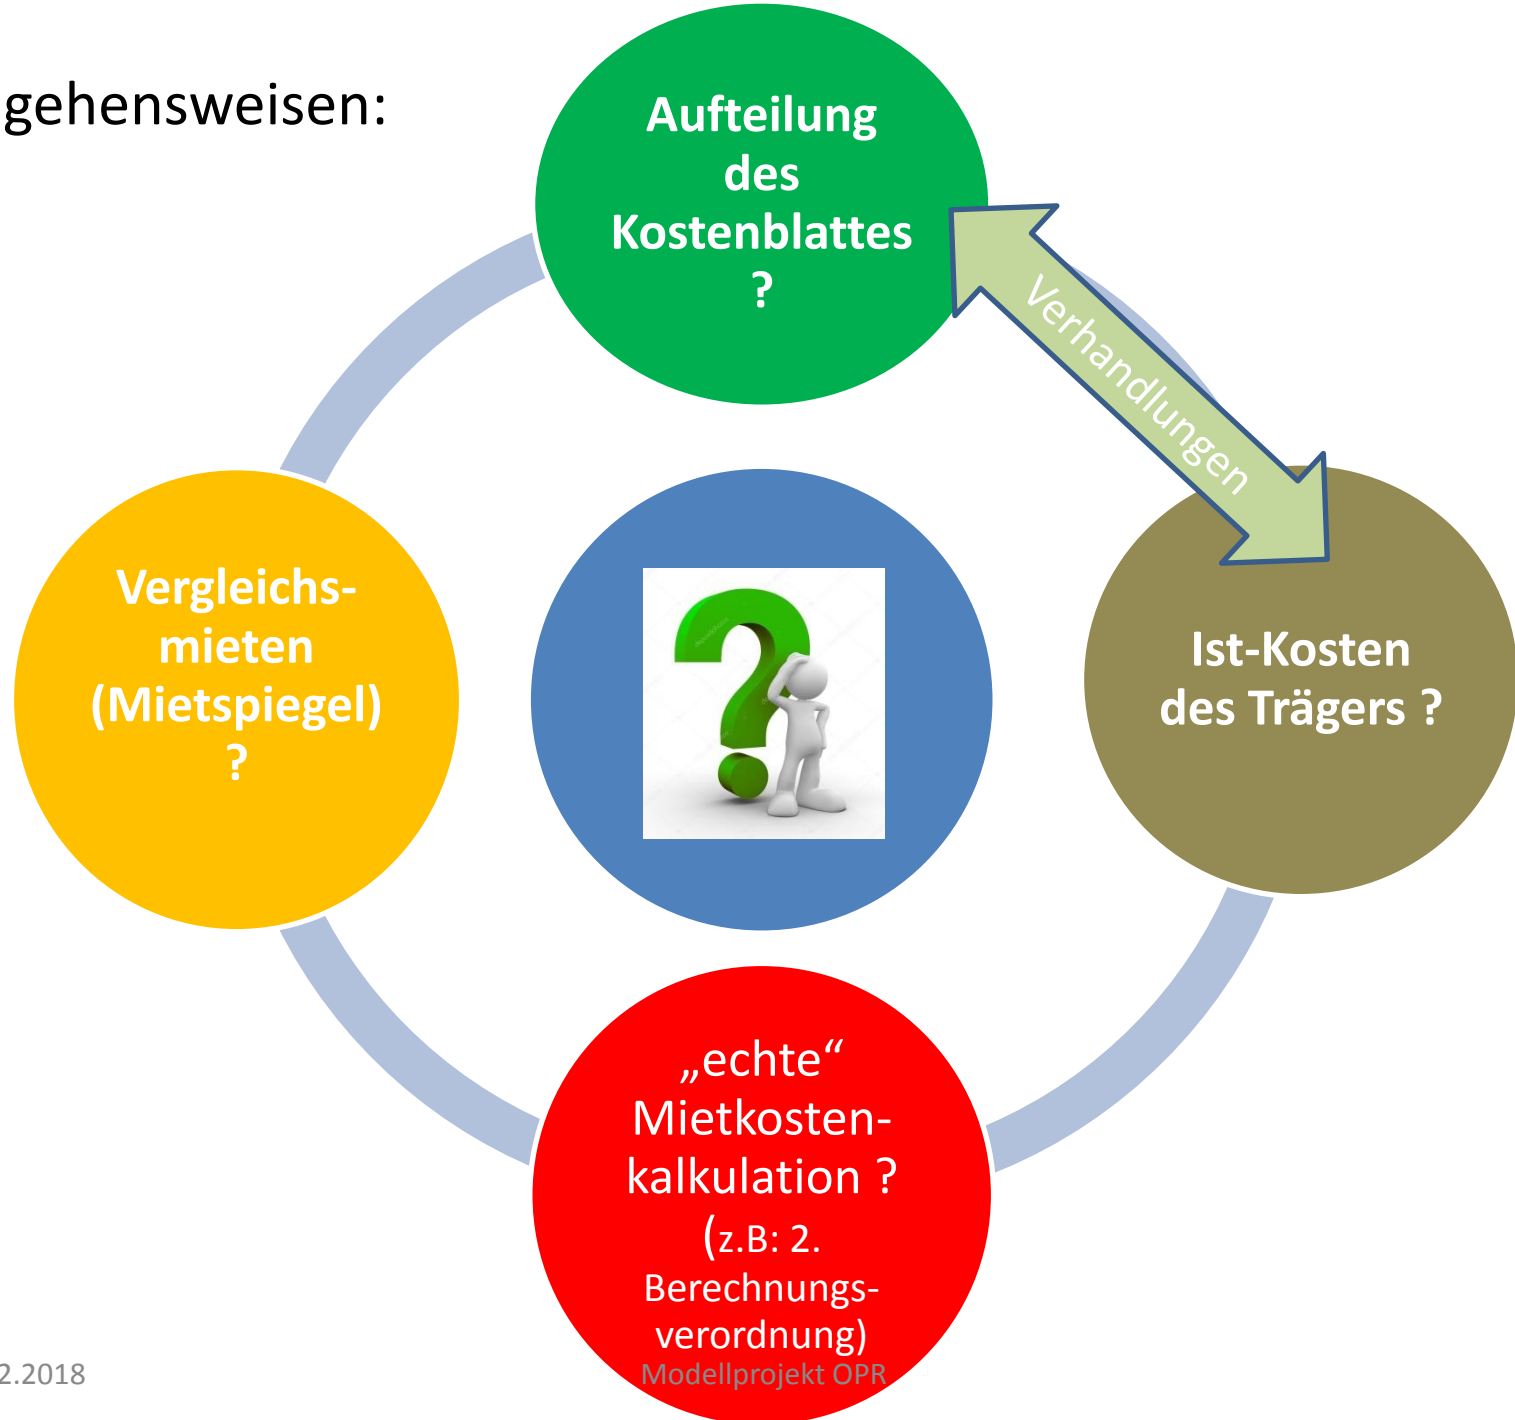 gehensweisen:
Aufteilung
des
Kostenblattes
?
Verhandlungen
Vergleichs-
mieten
(Mietspiegel)
?
Ist-Kosten
des Trägers ?
„echte“
Mietkosten-
kalkulation ?
(z.B: 2.
Berechnungs-
verordnung)
2.2018
Modellprojekt OPR